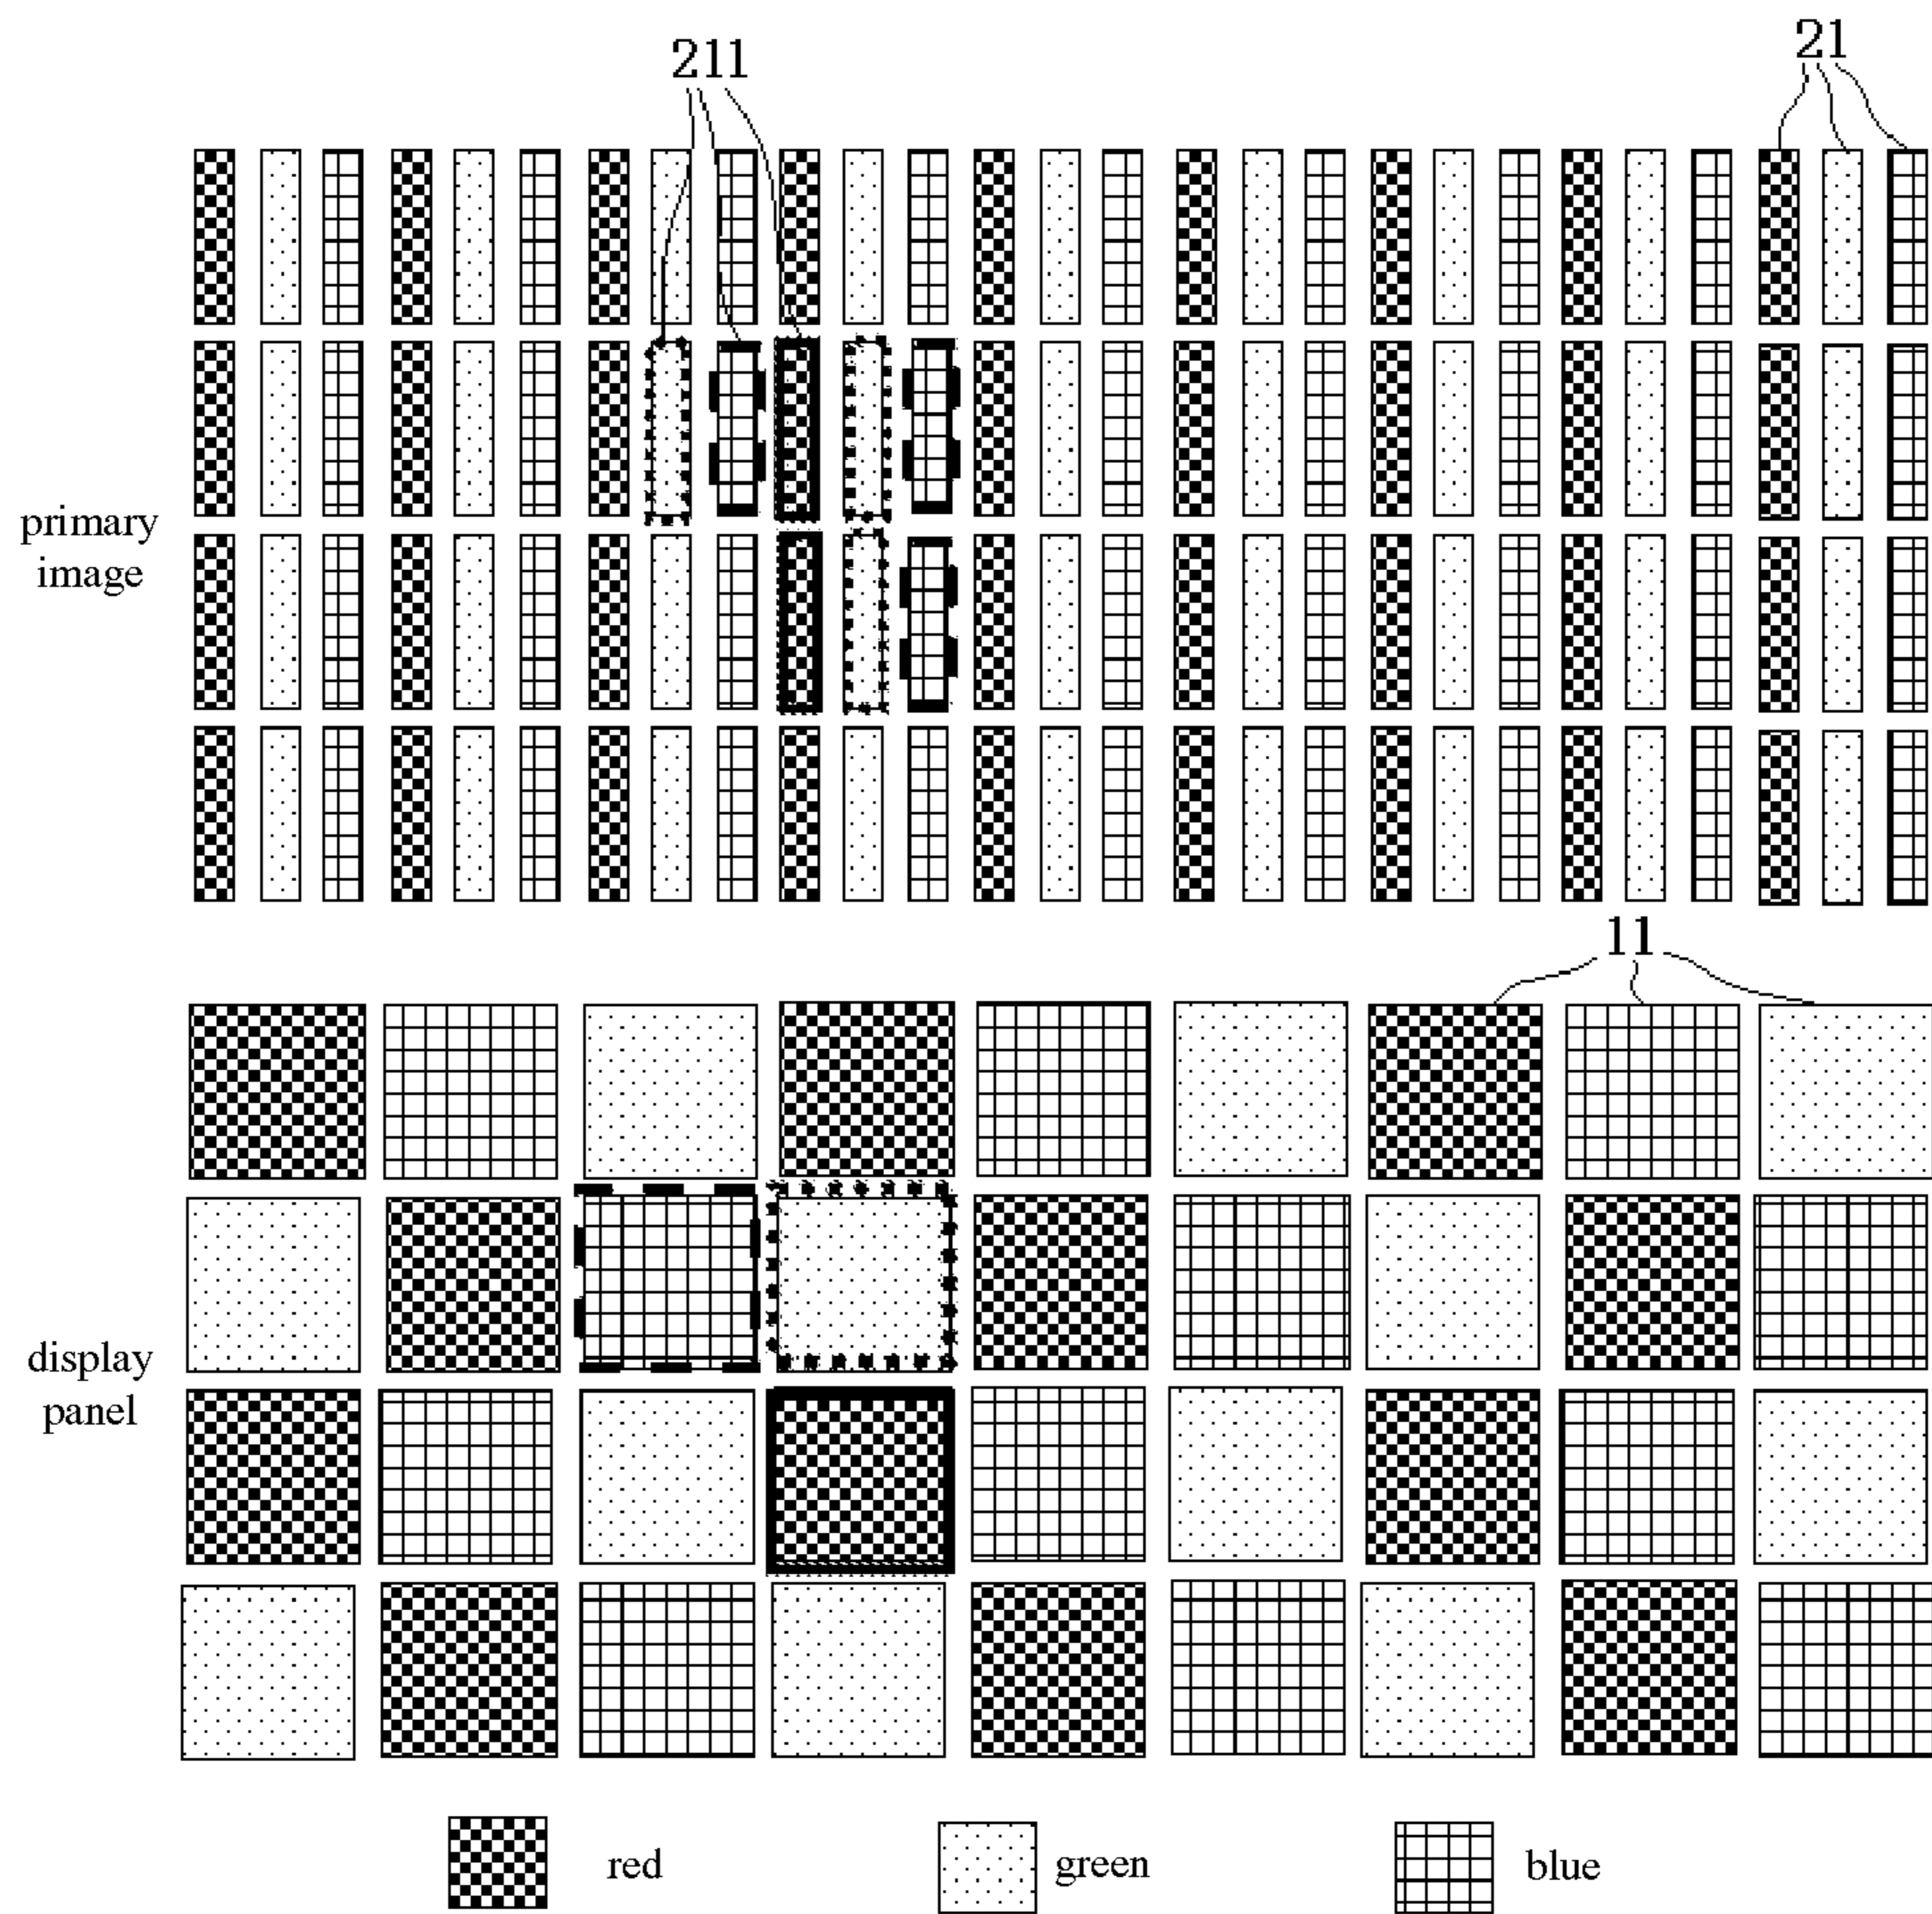 211
21
primary
image
11
display
panel
red
green
blue